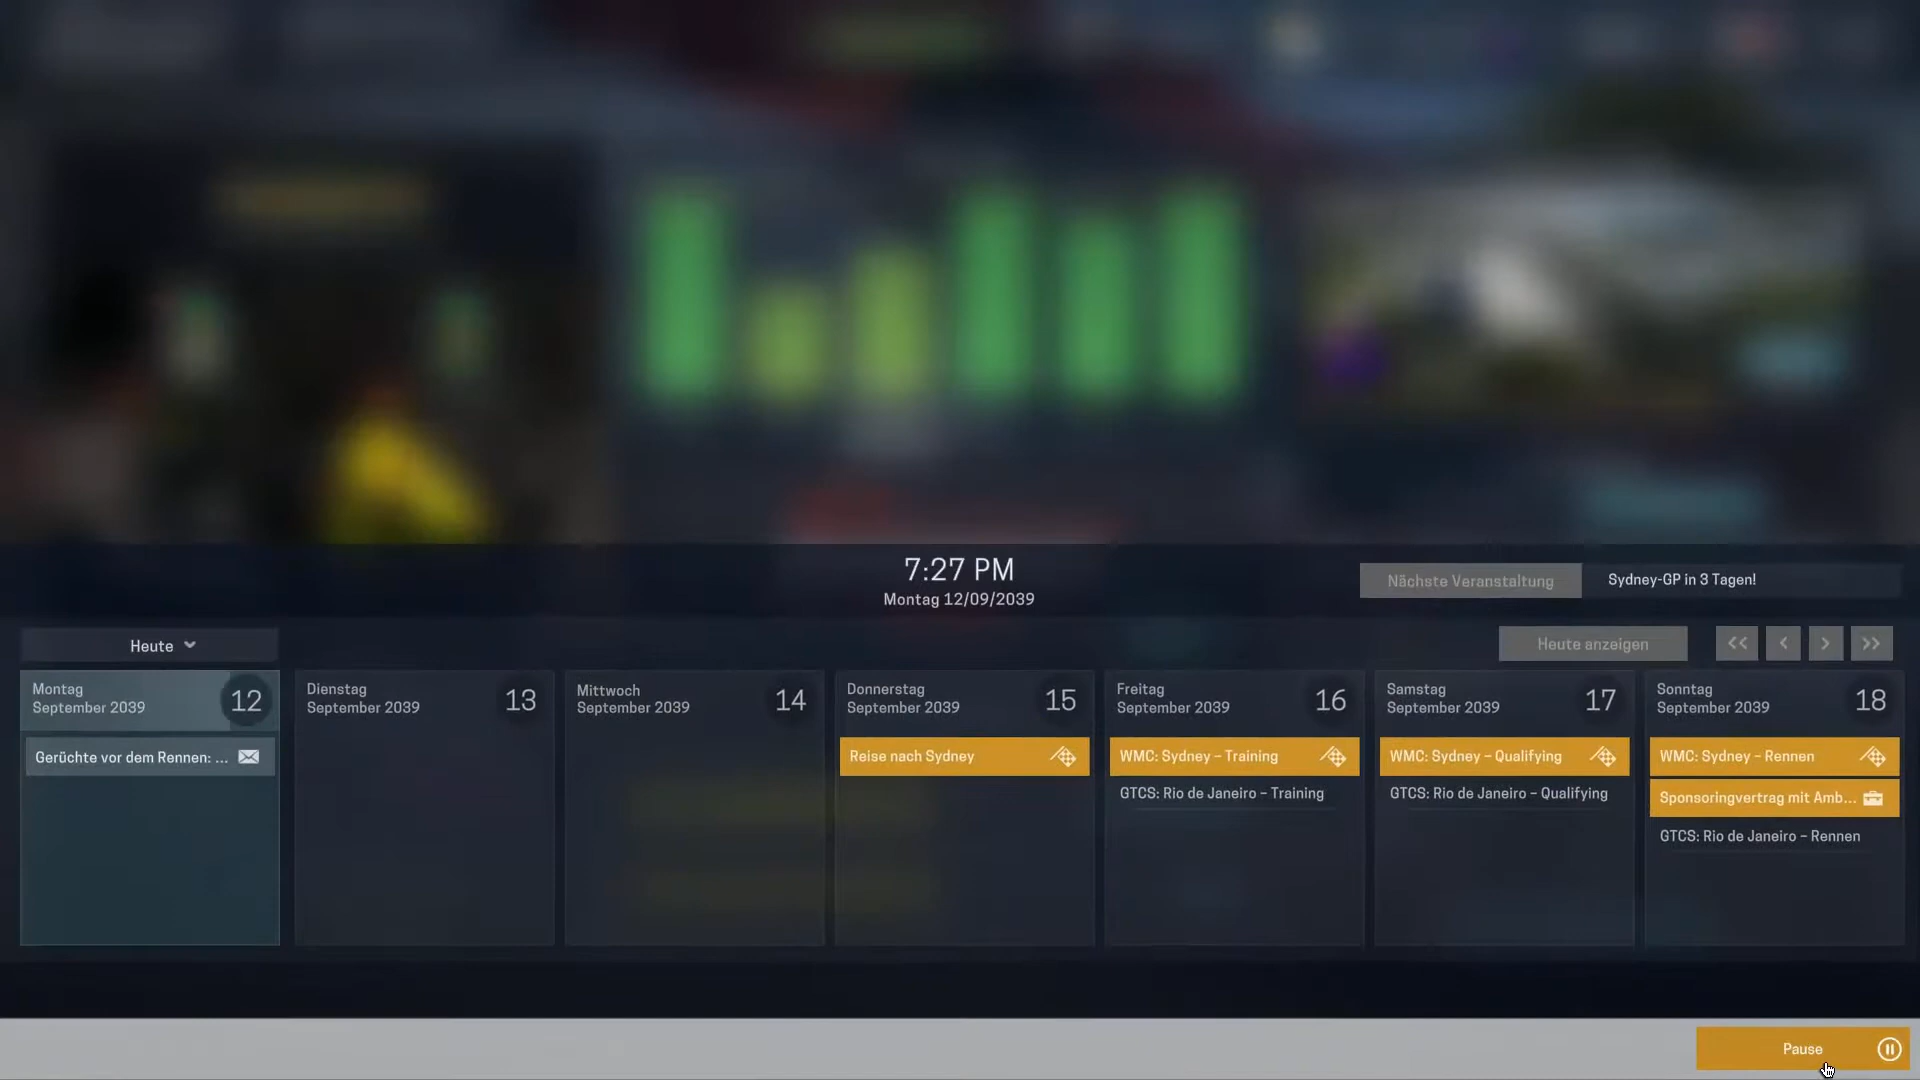 7:27 PM
Montag 12/09/2039
Nächste Veranstaltung
Sydney-GP in 3 Tagen!
Heute
Heute anzeigen
Montag
September 2039
12
Gerüchte vor dem Rennen: ...
Dienstag
September 2039
13
Mittwoch
September 2039
14
Donnerstag
September 2039
15
Reise nach Sydney
Freitag
September 2039
16
WMC: Sydney – Training
GTCS: Rio de Janeiro – Training
Samstag
September 2039
17
WMC: Sydney – Qualifying
GTCS: Rio de Janeiro – Qualifying
Sonntag
September 2039
18
WMC: Sydney – Rennen
Sponsoringvertrag mit Amb...
GTCS: Rio de Janeiro – Rennen
Pause